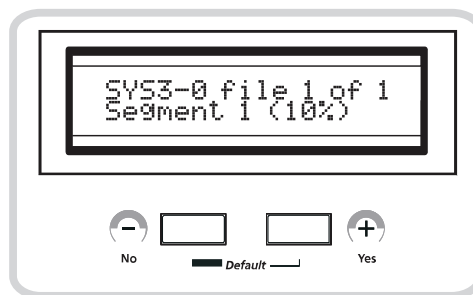 SYS3-0 file 1 of 1
Segment 1 (10%)
− +
No Default Yes